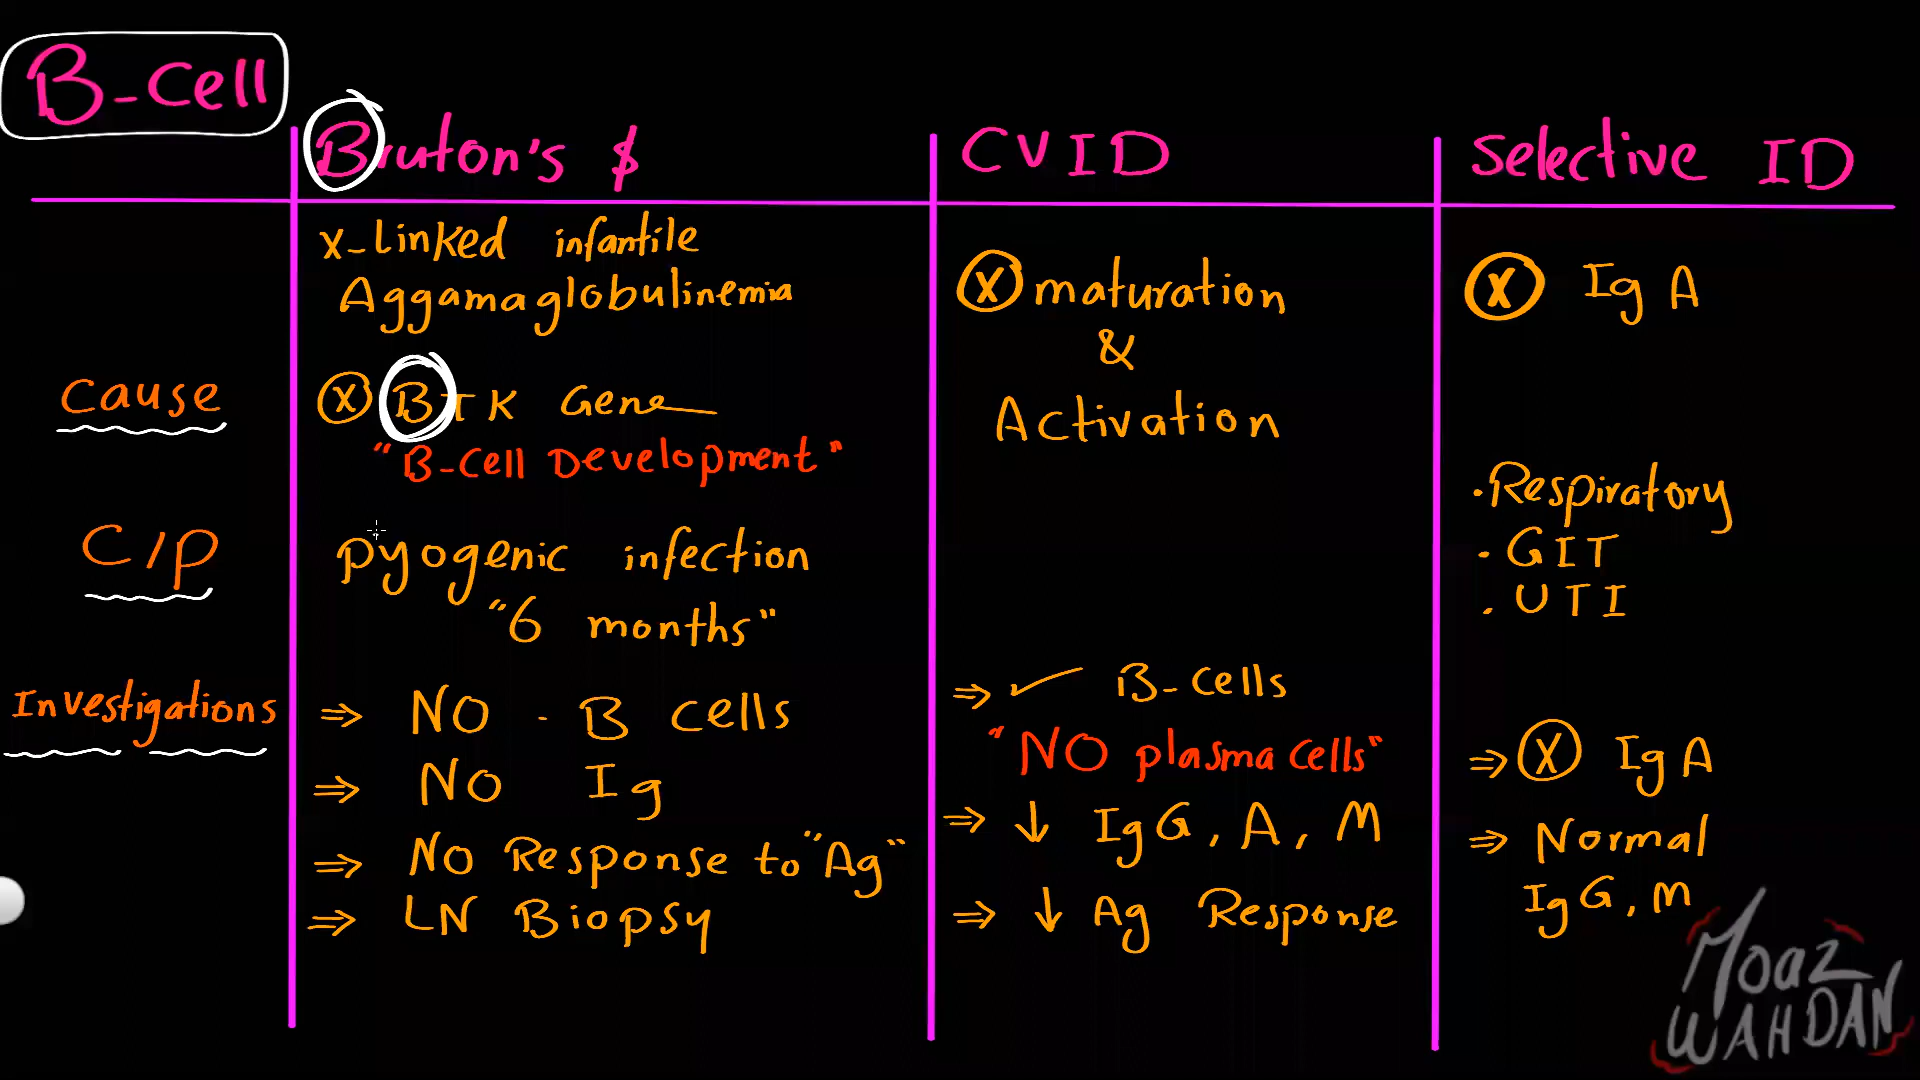 B-Cell
Bruton's $
CVID
Selective ID
X-Linked infantile
Aggamaglobulinemia
X maturation
&
Activation
X IgA
Cause
X BTK Gene
"B-Cell Development"
C/P
pyogenic infection
"6 months"
• Respiratory
• GIT
• UTI
Investigations
⇒ NO - B cells
⇒ NO Ig
⇒ NO Response to "Ag"
⇒ LN Biopsy
⇒ ✓ B-Cells
"NO plasma cells"
⇒ ↓ IgG, A, M
⇒ ↓ Ag Response
⇒ X IgA
⇒ Normal
IgG, M
Moaz
WAHDAN